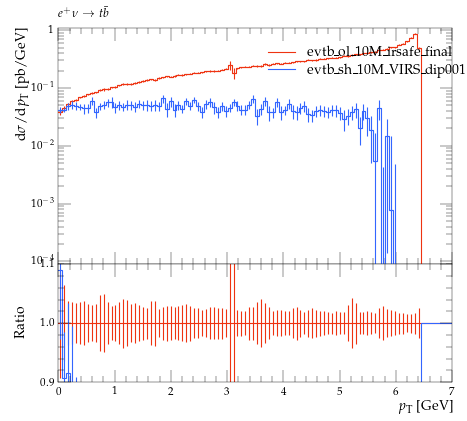 e⁺ν → tb̄
dσ/dp_T [pb/GeV]
1
10⁻¹
10⁻²
10⁻³
10⁻⁴
evtb_ol_10M_irsafe_final
evtb_sh_10M_VIRS_dip001
Ratio
1.1
1.0
0.9
0 1 2 3 4 5 6 7
p_T [GeV]